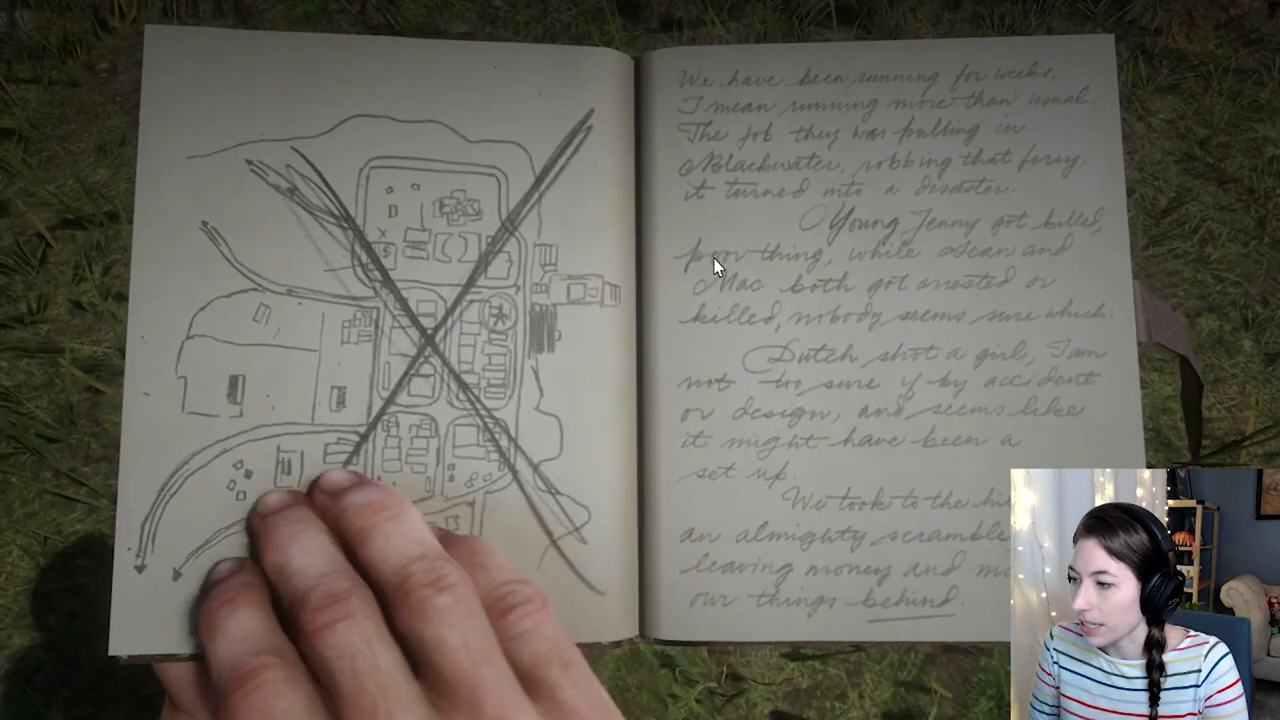 We have been running for weeks.
I mean running more than usual.
The job they was pulling in
Blackwater, robbing that ferry,
it turned into a disaster.
Young Jenny got killed,
poor thing, while Sean and
Mac both got arrested or
killed, nobody seems sure which.
Dutch shot a girl, I am
not too sure if by accident
or design, and seems like
it might have been a
set up.
We took to the
an almighty scramble
leaving money and
our things behind.